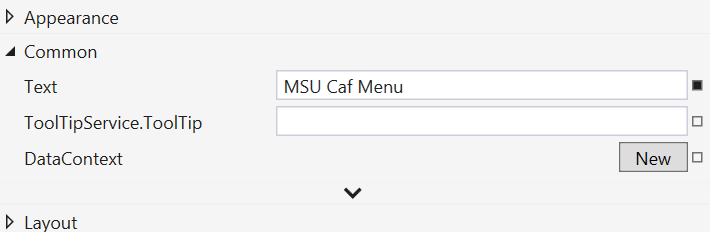 Appearance
Common
Text MSU Caf Menu
ToolTipService.ToolTip
DataContext New
Layout